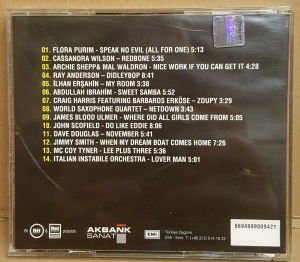 01. FLORA PURIM - SPEAK NO EVIL (ALL FOR ONE) 5:13
02. CASSANDRA WILSON – REDBONE 5:35
03. ARCHIE SHEPP& MAL WALDRON - NICE WORK IF YOU CAN GET IT 4:28
04. RAY ANDERSON - DIDLEYBOP 6:41
05. İLHAN ERŞAHİN – MY ROOM 3:38
06. ABDULLAH IBRAHIM – SWEET SAMBA 5:52
07. CRAIG HARRIS FEATURING BARBAROS ERKÖSE – ZOUPY 3:29
08. WORLD SAXOPHONE QUARTET – NETDOWN 3:43
09. JAMES BLOOD ULMER - WHERE DID ALL GIRLS COME FROM 5:05
10. JOHN SCOFIELD - DO LIKE EDDIE 8:06
11. DAVE DOUGLAS – NOVEMBER 5:41
12. JIMMY SMITH – WHEN MY DREAM BOAT COMES HOME 7:26
13. MC COY TYNER - LEE PLUS THREE 5:36
14. ITALIAN INSTABILE ORCHESTRA – LOVER MAN 5:01
AKBANK
SANAT
EMI
8694999009421